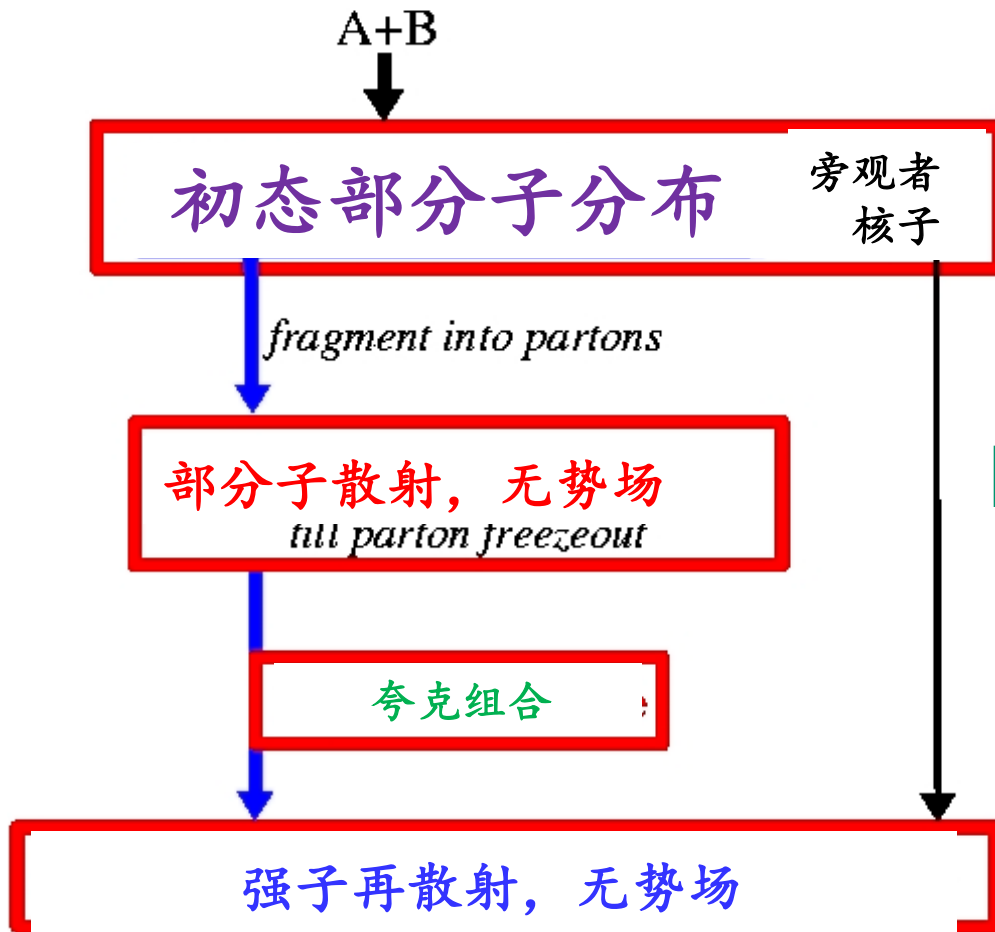 A+B
初态部分子分布
旁观者
核子
fragment into partons
部分子散射，无势场
till parton freezeout
夸克组合
强子再散射，无势场